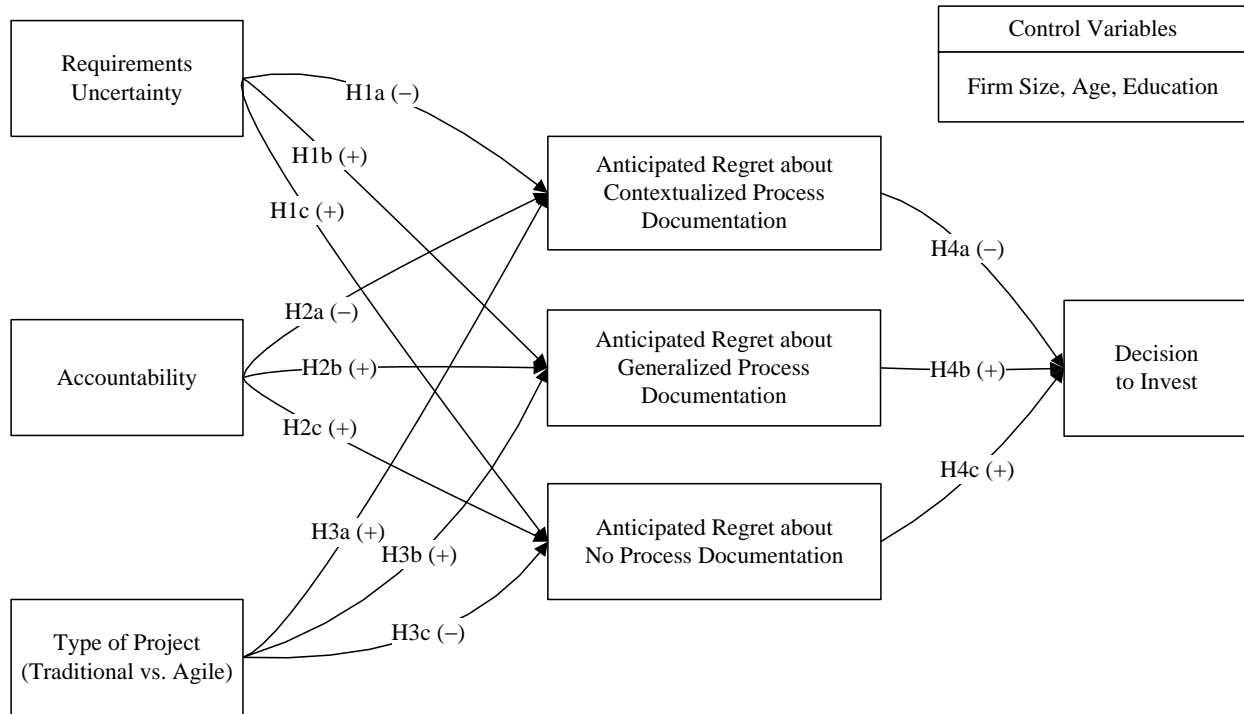 Control Variables
Firm Size, Age, Education
Requirements
Uncertainty
H1a (−)
H1b (+)
H1c (+)
Anticipated Regret about
Contextualized Process
Documentation
H4a (−)
H2a (−)
Accountability
H2b (+)
H2c (+)
Anticipated Regret about
Generalized Process
Documentation
H4b (+)
Decision
to Invest
H4c (+)
H3a (+)
H3b (+)
Anticipated Regret about
No Process Documentation
H3c (−)
Type of Project
(Traditional vs. Agile)